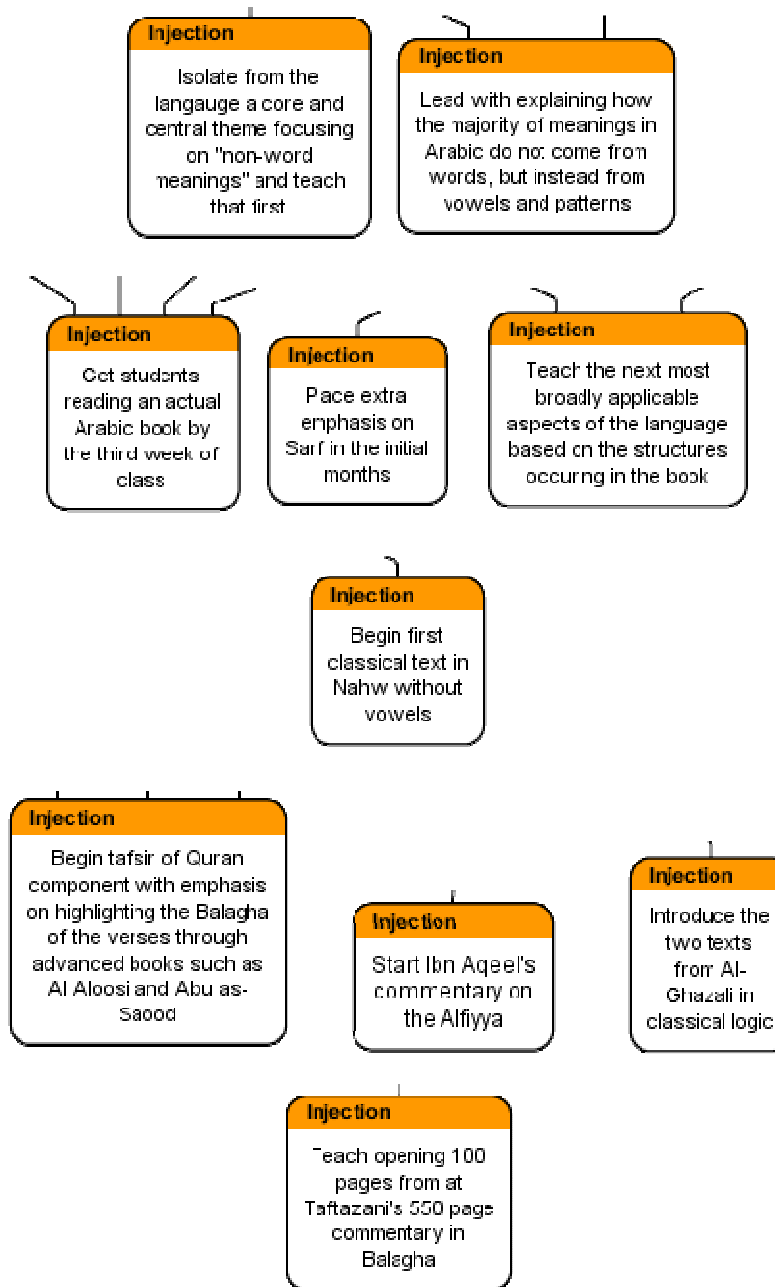 Injection
Isolate from the
langauge a core and
central theme focusing
on "non-word
meanings" and teach
that first
Injection
Lead with explaining how
the majority of meanings in
Arabic do not come from
words, but instead from
vowels and patterns
Injection
Get students
reading an actual
Arabic book by
the third week of
class
Injection
Pace extra
emphasis on
Sarf in the initial
months
Injection
Teach the next most
broadly applicable
aspects of the language
based on the structures
occuring in the book
Injection
Begin first
classical text in
Nahw without
vowels
Injection
Begin tafsir of Quran
component with emphasis
on highlighting the Balagha
of the verses through
advanced books such as
Al Aloosi and Abu as-
Saood
Injection
Start Ibn Aqeel's
commentary on
the Alfiyya
Injection
Introduce the
two texts
from Al-
Ghazali in
classical logic
Injection
Teach opening 100
pages from at
Taftazani's 550 page
commentary in
Balagha